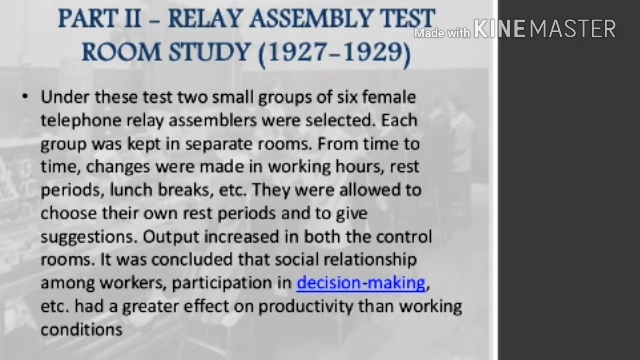 PART II – RELAY ASSEMBLY TEST
ROOM STUDY (1927–1929)
Made with KINEMASTER
• Under these test two small groups of six female
telephone relay assemblers were selected. Each
group was kept in separate rooms. From time to
time, changes were made in working hours, rest
periods, lunch breaks, etc. They were allowed to
choose their own rest periods and to give
suggestions. Output increased in both the control
rooms. It was concluded that social relationship
among workers, participation in decision-making,
etc. had a greater effect on productivity than working
conditions